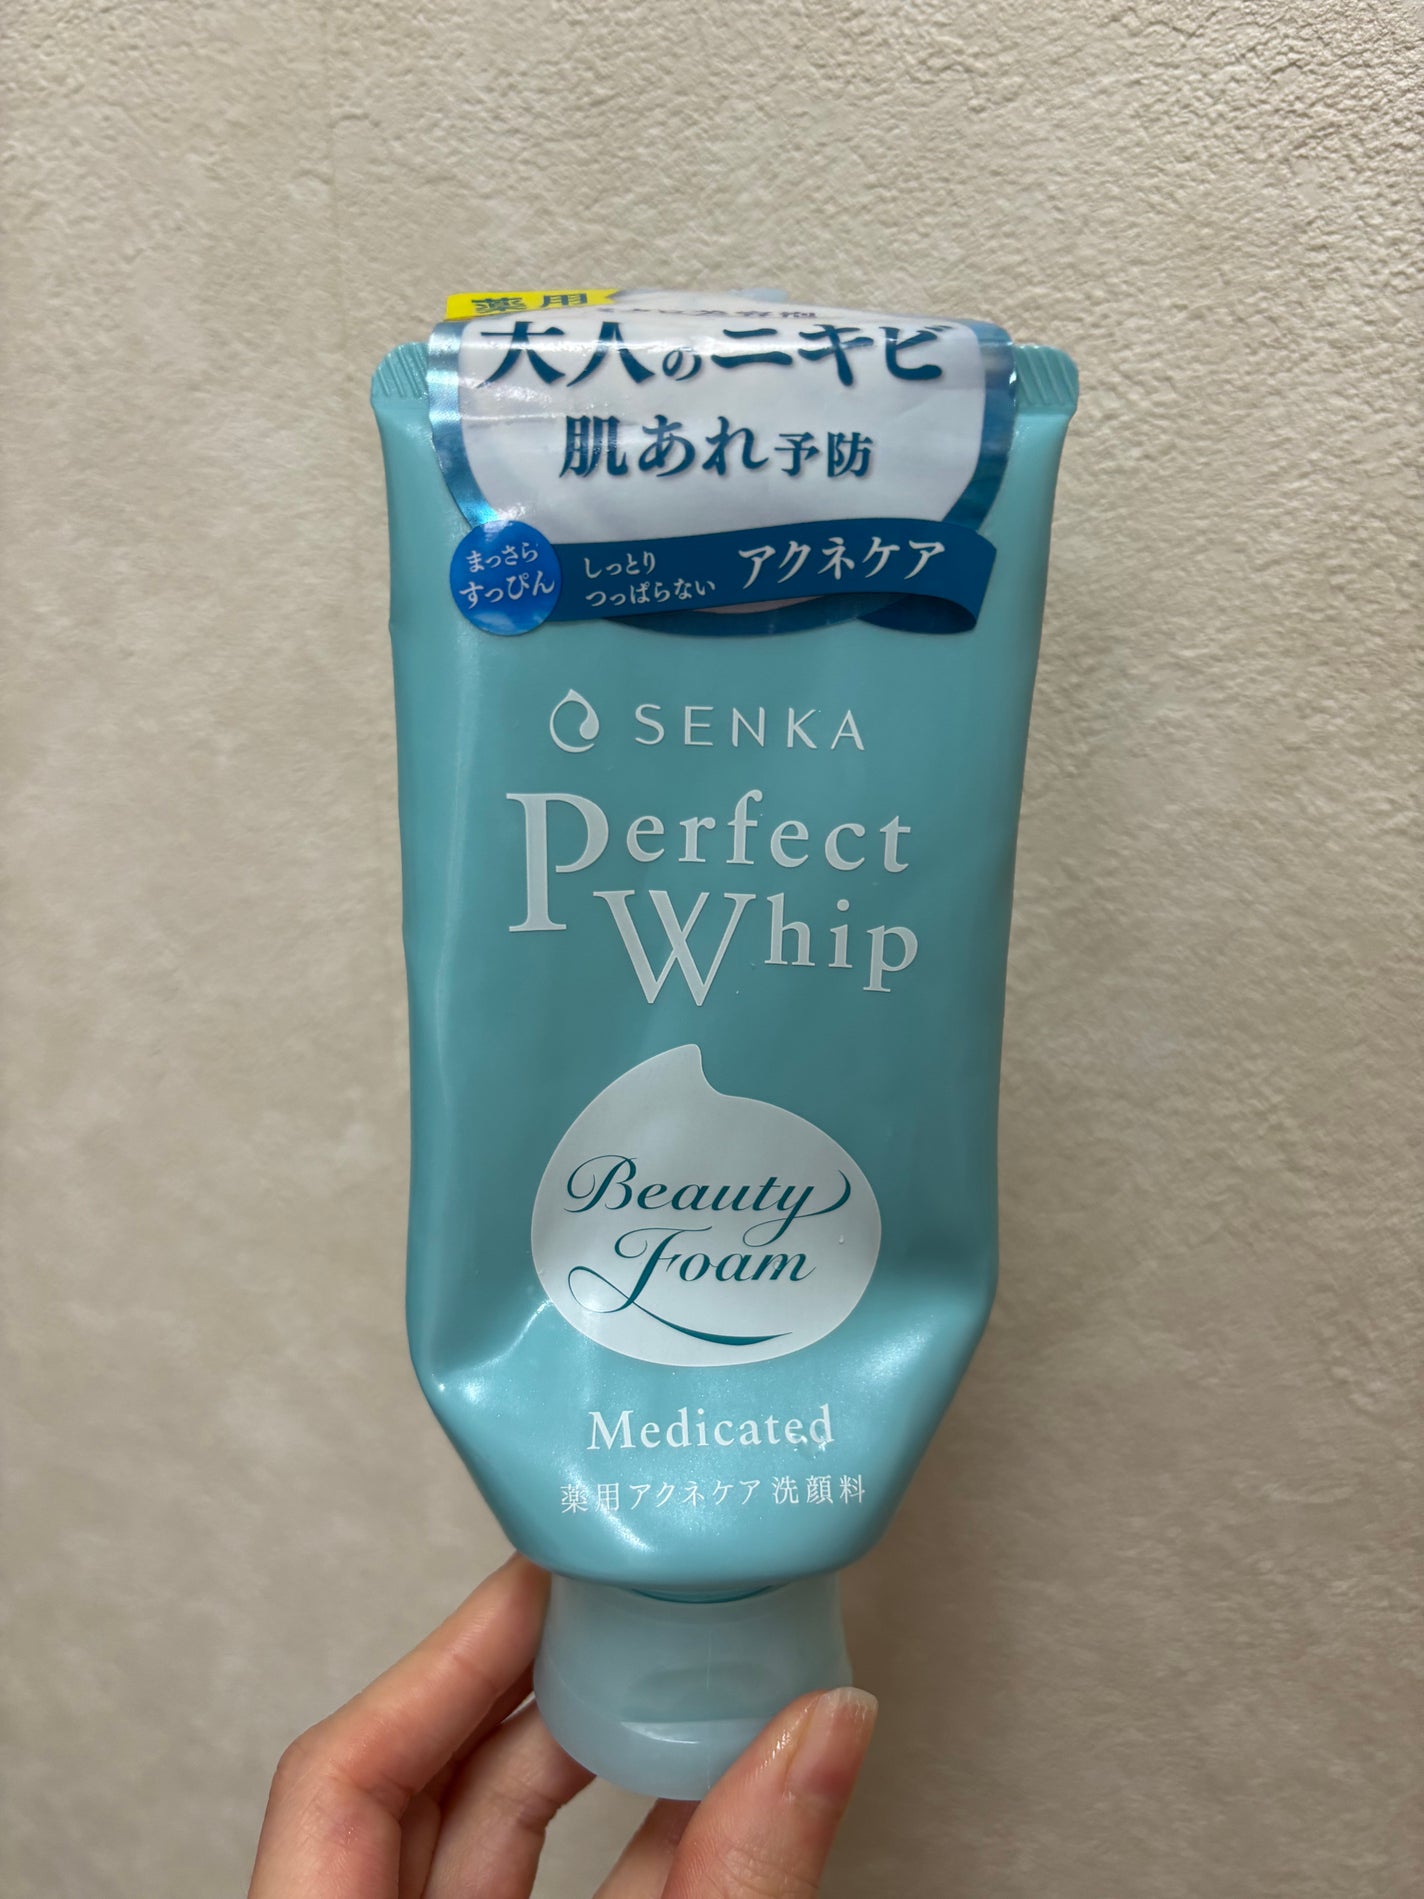 薬用
大人のニキビ
肌あれ予防
まっさら
すっぴん
しっとり
つっぱらない
アクネケア
SENKA
Perfect
Whip
Beauty
Foam
Medicated
薬用アクネケア洗顔料